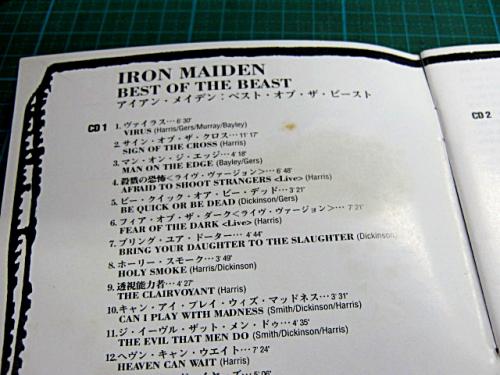 IRON MAIDEN
BEST OF THE BEAST
アイアン・メイデン:ベスト・オブ・ザ・ビースト
CD 1
1. ヴァイラス…6'30"
VIRUS (Harris/Gers/Murray/Bayley)
2. サイン・オブ・ザ・クロス…11'17"
SIGN OF THE CROSS (Harris)
3. マン・オン・ジ・エッジ…4'18"
MAN ON THE EDGE (Bayley/Gers)
4. 殺戮の恐怖<ライヴ・ヴァージョン>…6'48"
AFRAID TO SHOOT STRANGERS <Live> (Harris)
5. ビー・クイック・オア・ビー・デッド…3'21"
BE QUICK OR BE DEAD (Dickinson/Gers)
6. フィア・オブ・ザ・ダーク<ライヴ・ヴァージョン>…7'21"
FEAR OF THE DARK <Live> (Harris)
7. ブリング・ユア・ドーター…4'44"
BRING YOUR DAUGHTER TO THE SLAUGHTER (Dickinson)
8. ホーリー・スモーク…3'49"
HOLY SMOKE (Harris/Dickinson)
9. 透視能力者…4'27"
THE CLAIRVOYANT (Harris)
10. キャン・アイ・プレイ・ウィズ・マッドネス…3'31"
CAN I PLAY WITH MADNESS (Smith/Dickinson/Harris)
11. ジ・イーヴル・ザット・メン・ドゥ…4'35"
THE EVIL THAT MEN DO (Smith/Dickinson/Harris)
12. ヘヴン・キャン・ウエイト…7'24"
HEAVEN CAN WAIT (Harris)
5'06"
CD 2